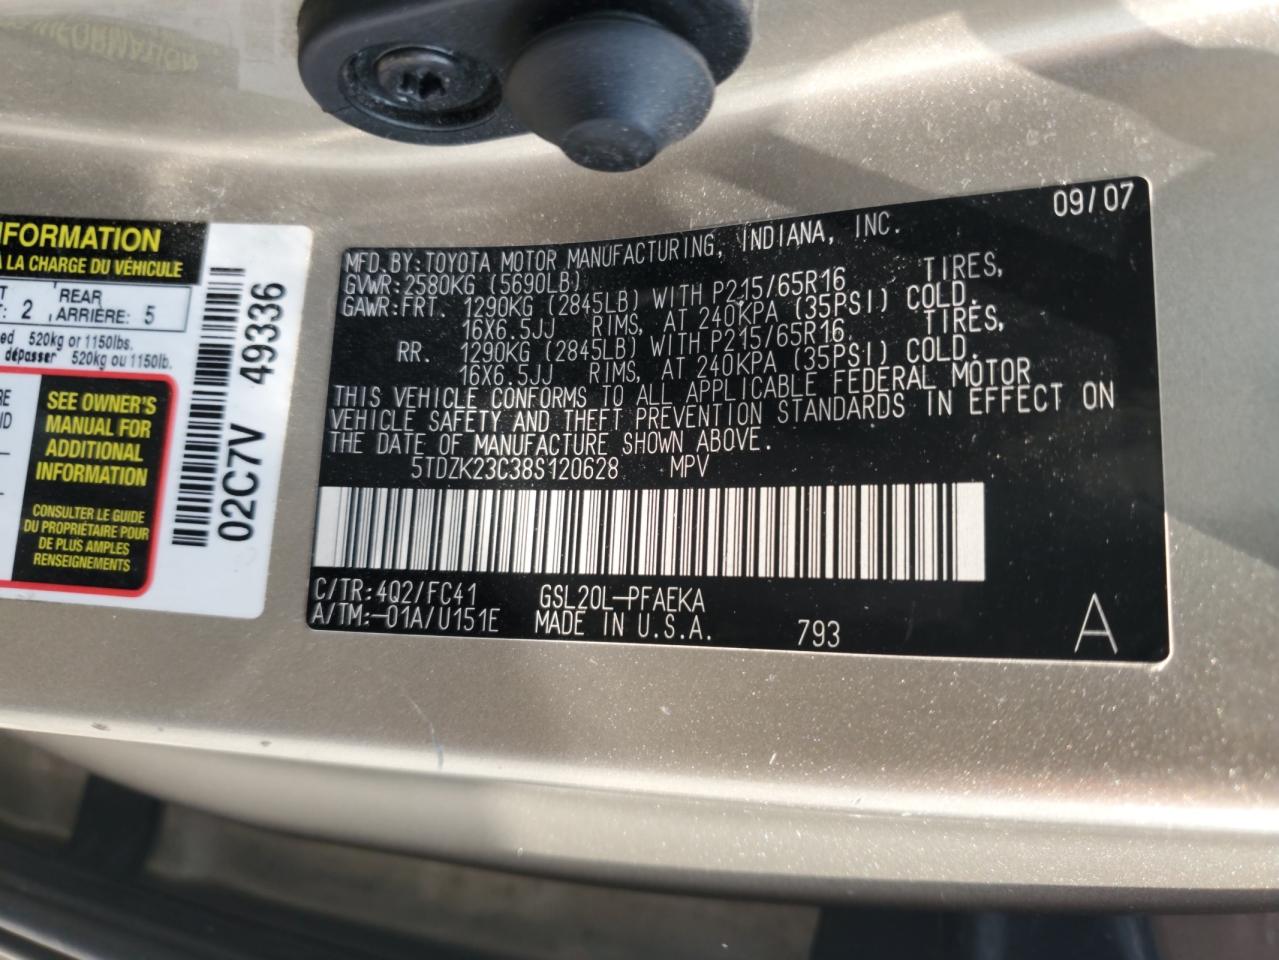 INFORMATION
NFORMATION
À LA CHARGE DU VÉHICULE
2
REAR
ARRIÈRE: 5
520kg or 1150lbs.
dépasser 520kg ou 1150lb.
SEE OWNER'S
MANUAL FOR
ADDITIONAL
INFORMATION
CONSULTER LE GUIDE
DU PROPRIÉTAIRE POUR
DE PLUS AMPLES
RENSEIGNEMENTS
02C7V 49336
09/07
MFD.BY:TOYOTA MOTOR MANUFACTURING, INDIANA, INC.
GVWR:2580KG (5690LB)
GAWR:FRT. 1290KG (2845LB) WITH P215/65R16 TIRES,
16X6.5JJ RIMS, AT 240KPA (35PSI) COLD.
RR. 1290KG (2845LB) WITH P215/65R16 TIRES,
16X6.5JJ RIMS, AT 240KPA (35PSI) COLD.
THIS VEHICLE CONFORMS TO ALL APPLICABLE FEDERAL MOTOR
VEHICLE SAFETY AND THEFT PREVENTION STANDARDS IN EFFECT ON
THE DATE OF MANUFACTURE SHOWN ABOVE.
5TDZK23C38S120628 MPV
C/TR:4Q2/FC41 GSL20L-PFAEKA
A/TM:-01A/U151E MADE IN U.S.A. 793 A